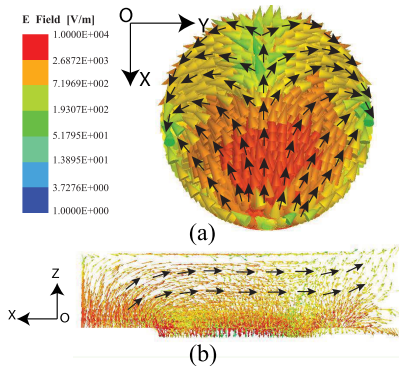 E Field [V/m]
1.0000E+004
2.6872E+003
7.1969E+002
1.9307E+002
5.1795E+001
1.3895E+001
3.7276E+000
1.0000E+000
O
Y
X
(a)
Z
X
O
(b)